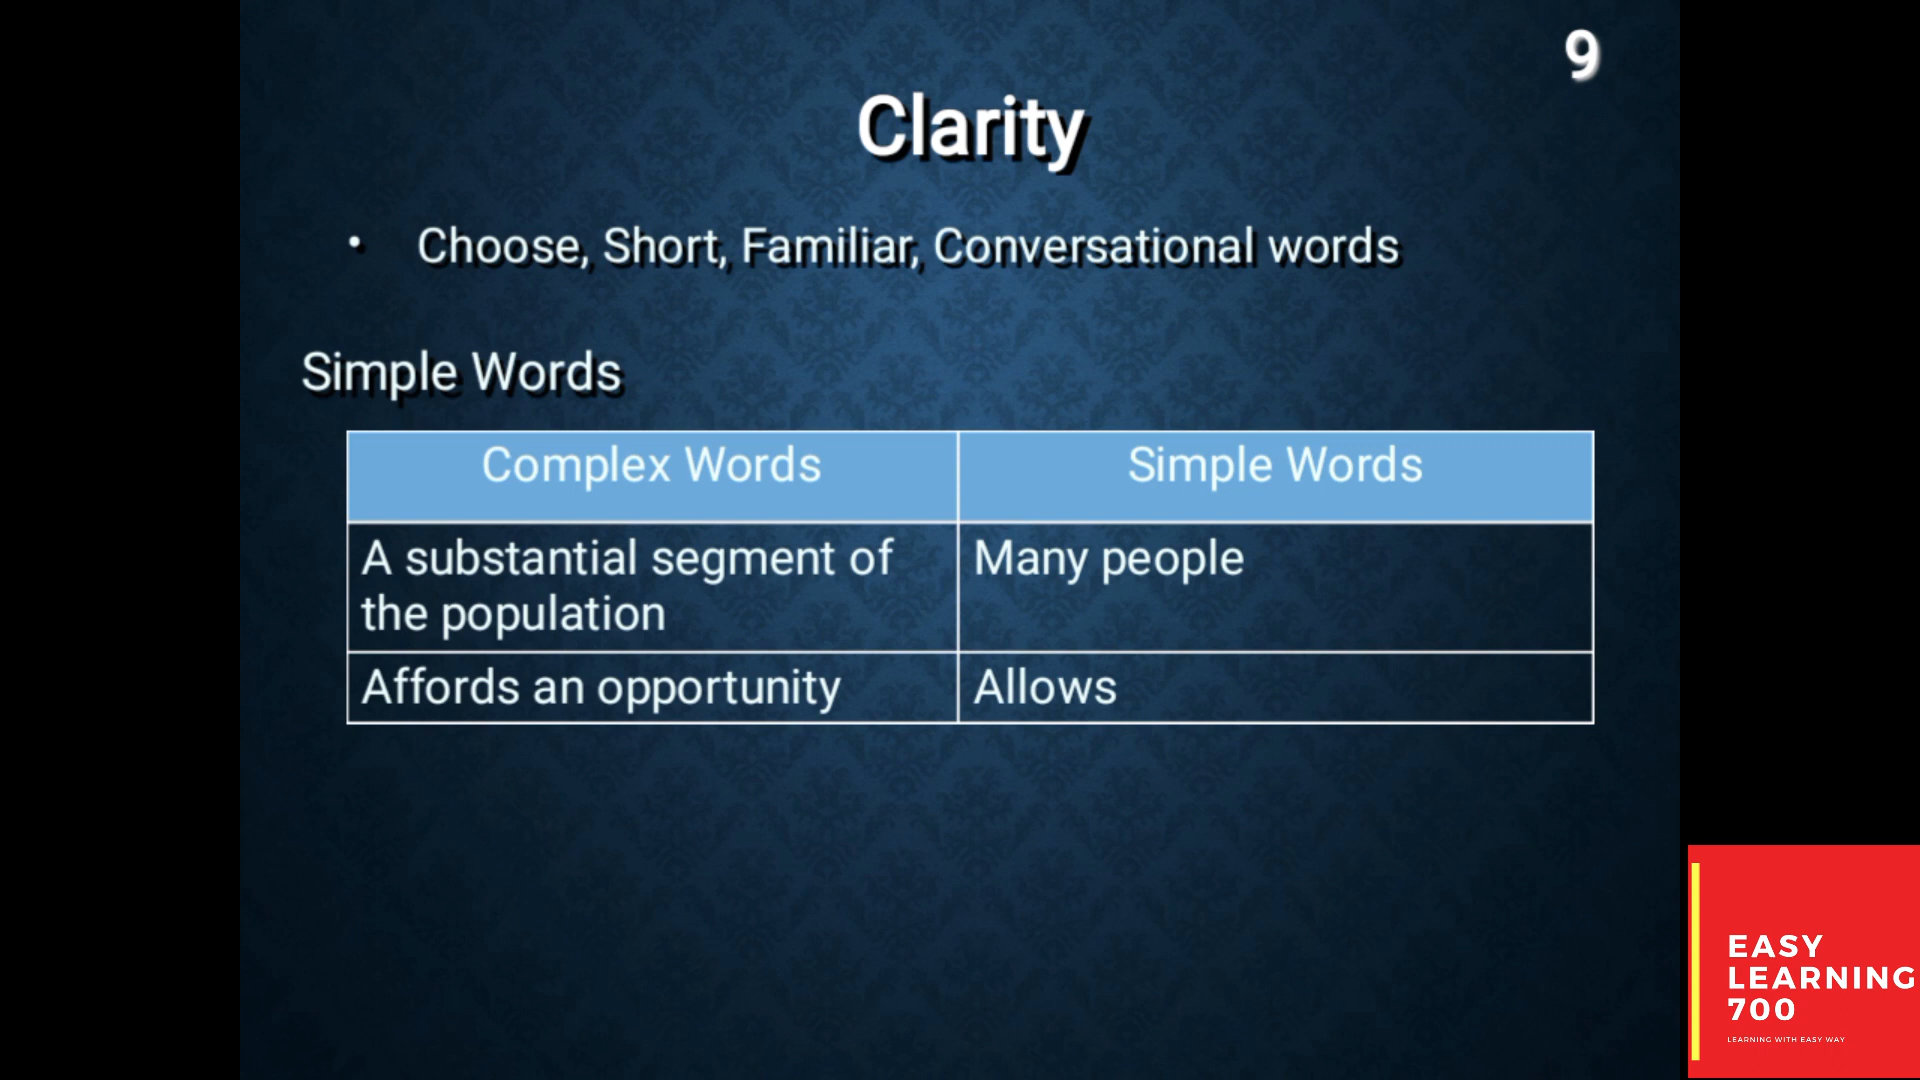 9
Clarity
• Choose, Short, Familiar, Conversational words
Simple Words
Complex Words
Simple Words
A substantial segment of
the population
Many people
Affords an opportunity
Allows
EASY
LEARNING
700
LEARNING WITH EASY WAY